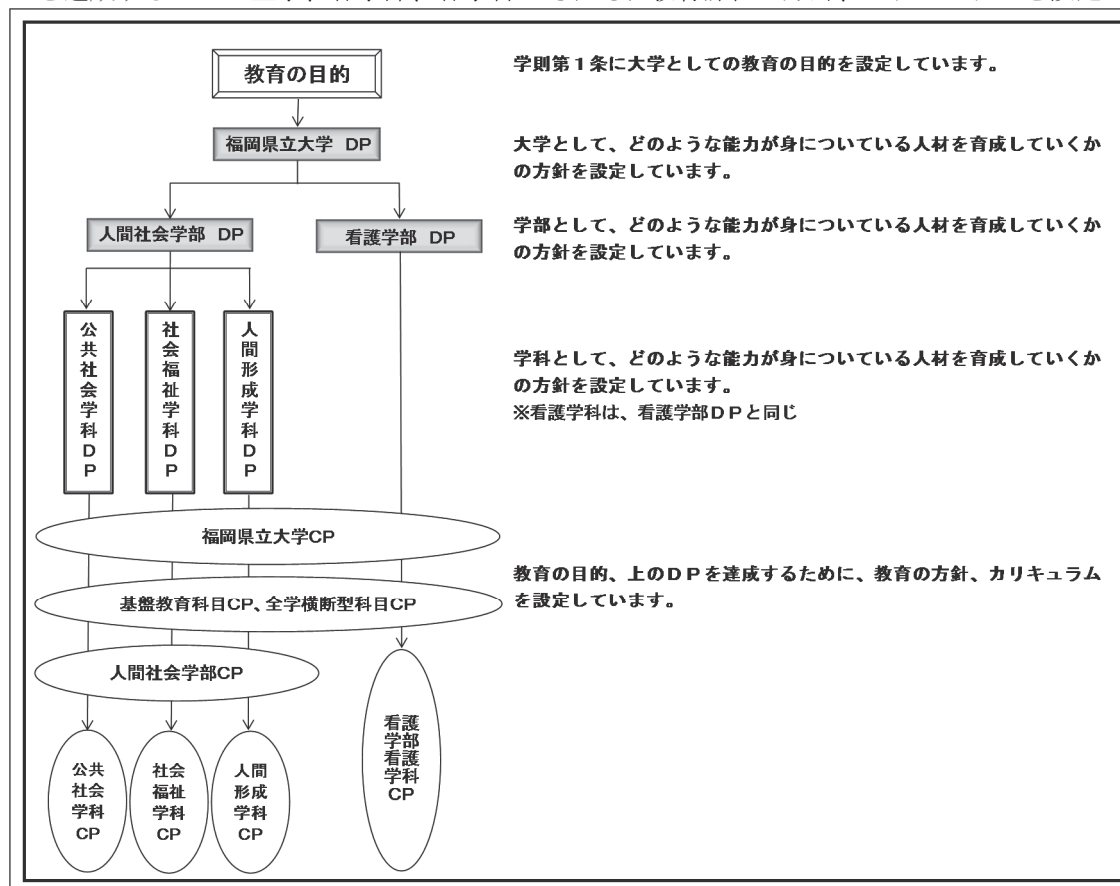 教育の目的
学則第1条に大学としての教育の目的を設定しています。
福岡県立大学 DP
大学として、どのような能力が身についている人材を育成していくか
の方針を設定しています。
人間社会学部 DP
看護学部 DP
学部として、どのような能力が身についている人材を育成していくか
の方針を設定しています。
公共社会学科DP
社会福祉学科DP
人間形成学科DP
学科として、どのような能力が身についている人材を育成していくか
の方針を設定しています。
※看護学科は、看護学部DPと同じ
福岡県立大学CP
教育の目的、上のDPを達成するために、教育の方針、カリキュラム
を設定しています。
基盤教育科目CP、全学横断型科目CP
人間社会学部CP
公共
社会
学科
CP
社会
福祉
学科
CP
人間
形成
学科
CP
看護
学部
看護
学科
CP